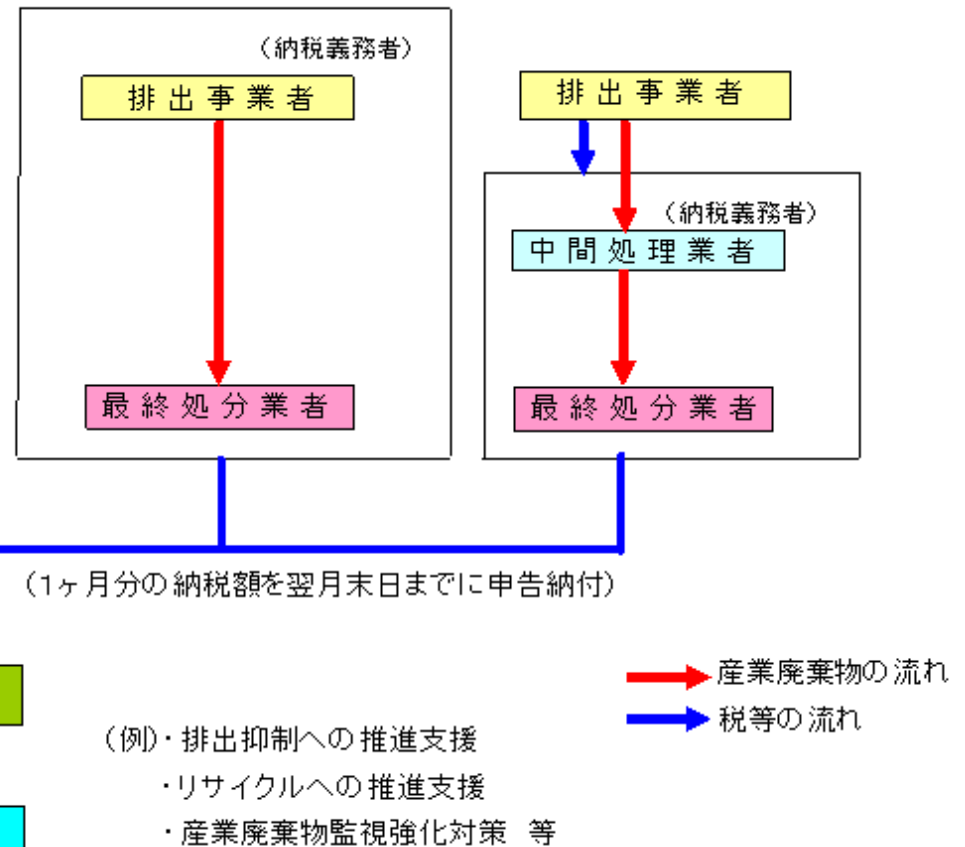 （納税義務者）
排出事業者
最終処分業者
排出事業者
（納税義務者）
中間処理業者
最終処分業者
（1ヶ月分の納税額を翌月末日までに申告納付）
産業廃棄物の流れ
税等の流れ
（例）・排出抑制への推進支援
・リサイクルへの推進支援
・産業廃棄物監視強化対策 等